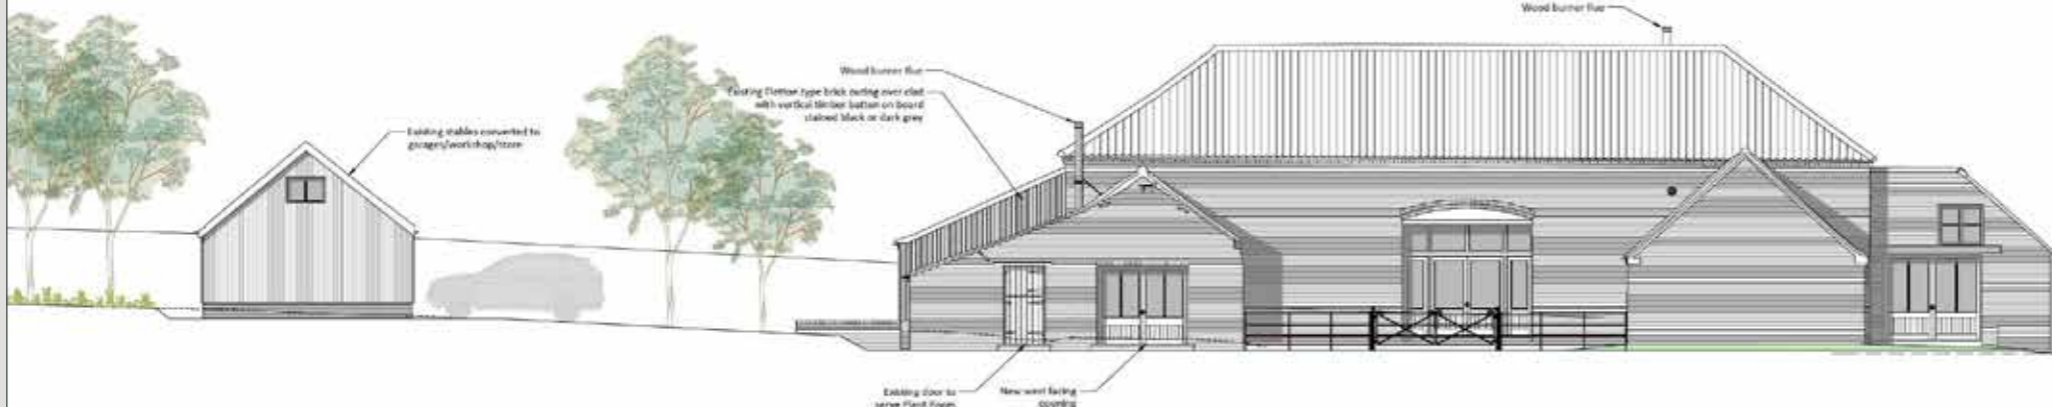 Wood burner flue
Wood burner flue
Existing Fletton type brick outing over clad
with vertical timber batten on board
stained black or dark grey
Existing stables converted to
garages/workshop/store
Existing door to
serve Plant Room
New west facing
opening